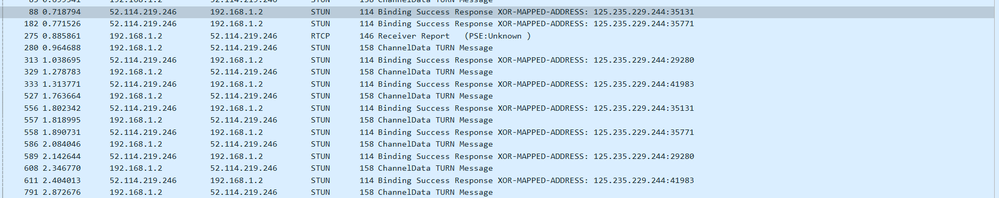 88 0.718794 52.114.219.246 192.168.1.2 STUN 114 Binding Success Response XOR-MAPPED-ADDRESS: 125.235.229.244:35131
182 0.771526 52.114.219.246 192.168.1.2 STUN 114 Binding Success Response XOR-MAPPED-ADDRESS: 125.235.229.244:35771
275 0.885861 192.168.1.2 52.114.219.246 RTCP 146 Receiver Report (PSE:Unknown )
280 0.964688 192.168.1.2 52.114.219.246 STUN 158 ChannelData TURN Message
313 1.038695 52.114.219.246 192.168.1.2 STUN 114 Binding Success Response XOR-MAPPED-ADDRESS: 125.235.229.244:29280
329 1.278783 192.168.1.2 52.114.219.246 STUN 158 ChannelData TURN Message
333 1.313771 52.114.219.246 192.168.1.2 STUN 114 Binding Success Response XOR-MAPPED-ADDRESS: 125.235.229.244:41983
527 1.763664 192.168.1.2 52.114.219.246 STUN 158 ChannelData TURN Message
556 1.802342 52.114.219.246 192.168.1.2 STUN 114 Binding Success Response XOR-MAPPED-ADDRESS: 125.235.229.244:35131
557 1.818995 192.168.1.2 52.114.219.246 STUN 158 ChannelData TURN Message
558 1.890731 52.114.219.246 192.168.1.2 STUN 114 Binding Success Response XOR-MAPPED-ADDRESS: 125.235.229.244:35771
586 2.084046 192.168.1.2 52.114.219.246 STUN 158 ChannelData TURN Message
589 2.142644 52.114.219.246 192.168.1.2 STUN 114 Binding Success Response XOR-MAPPED-ADDRESS: 125.235.229.244:29280
608 2.346770 192.168.1.2 52.114.219.246 STUN 158 ChannelData TURN Message
611 2.404013 52.114.219.246 192.168.1.2 STUN 114 Binding Success Response XOR-MAPPED-ADDRESS: 125.235.229.244:41983
791 2.872676 192.168.1.2 52.114.219.246 STUN 158 ChannelData TURN Message